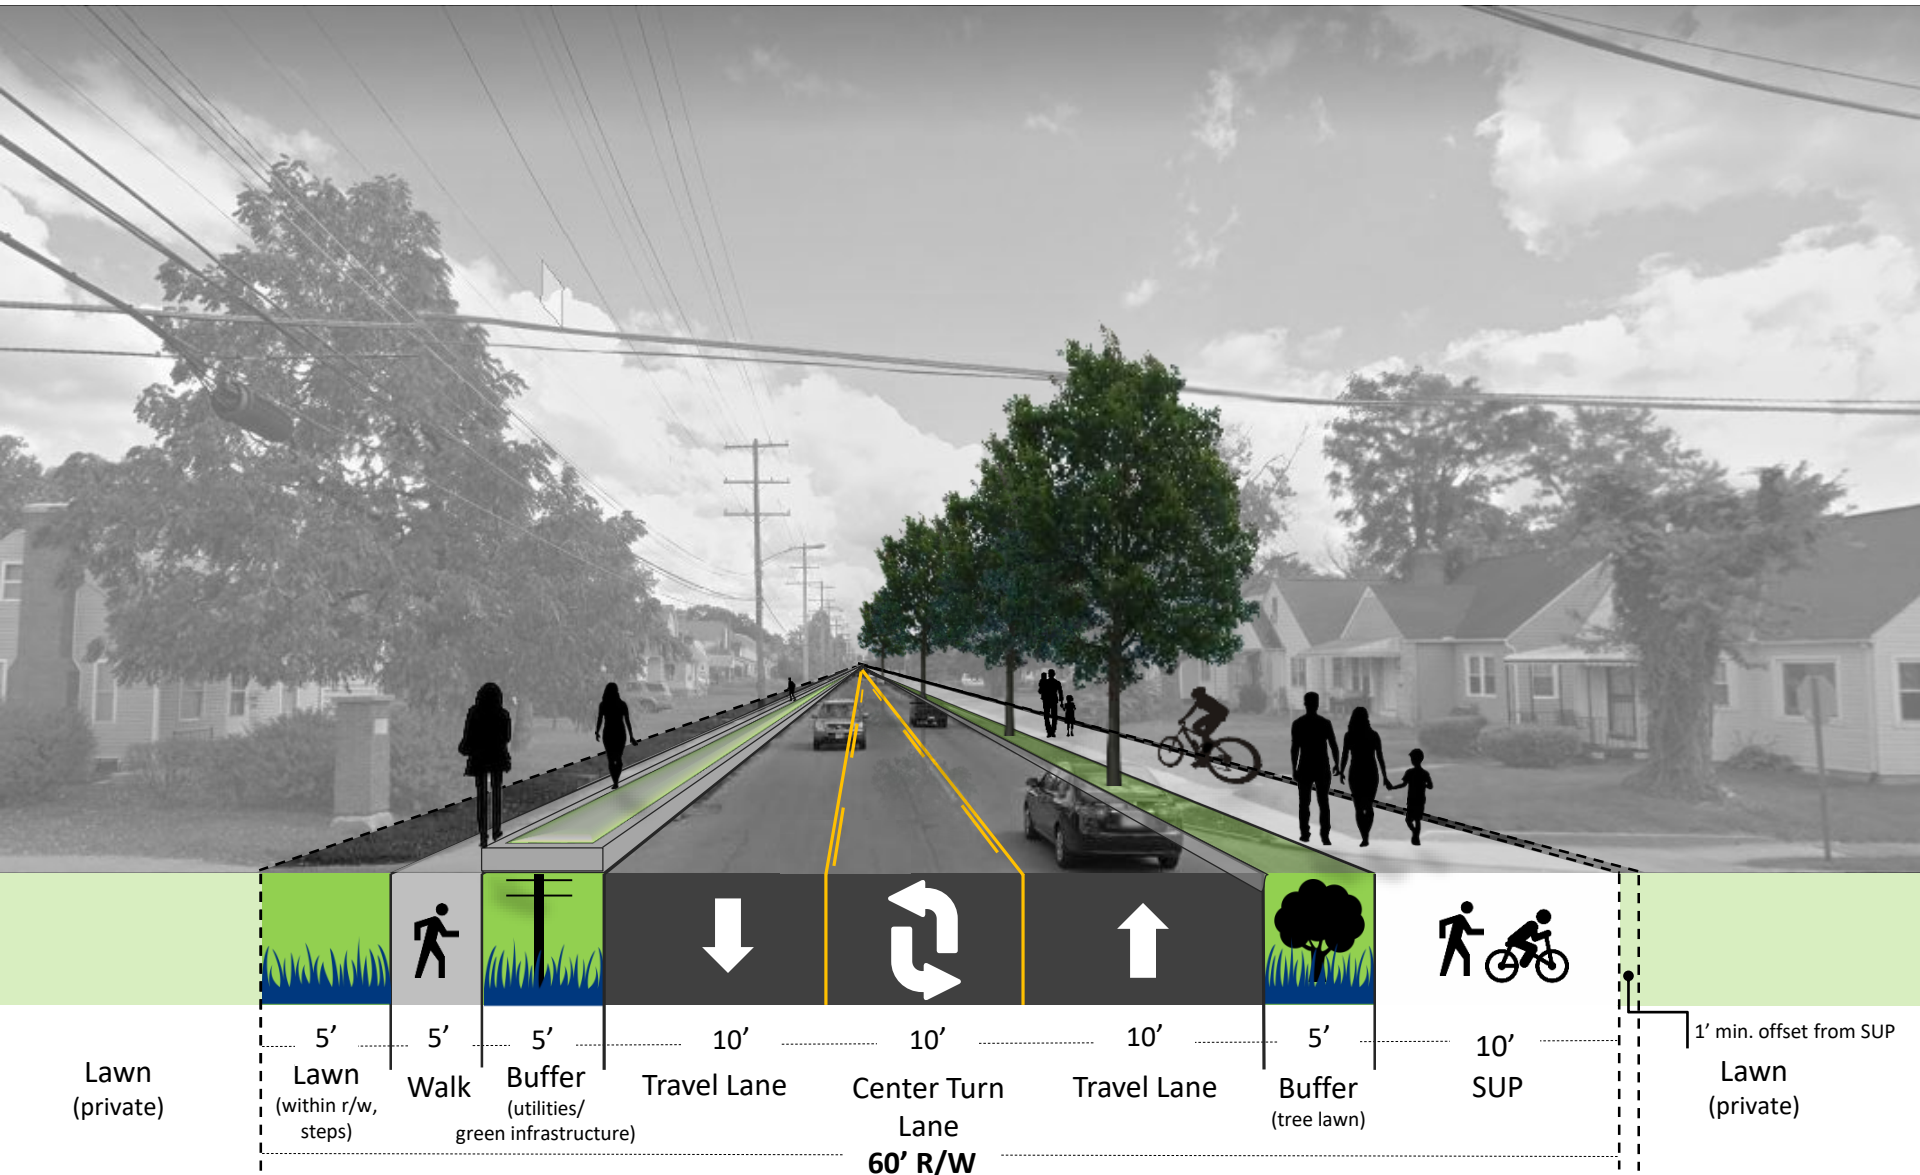 5’
5’
5’
10’
10’
10’
5’
10’
1’ min. offset from SUP
Lawn
(private)
Lawn
(within r/w,
steps)
Walk
Buffer
(utilities/
green infrastructure)
Travel Lane
Center Turn
Lane
Travel Lane
Buffer
(tree lawn)
SUP
Lawn
(private)
60’ R/W